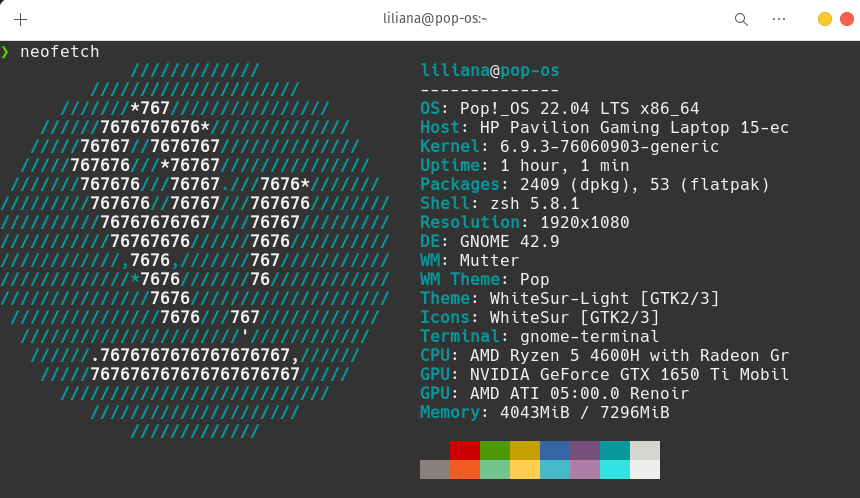 liliana@pop-os:~
❯ neofetch
             /////////////                liliana@pop-os
         /////////////////////            --------------
      ///////*767////////////////         OS: Pop!_OS 22.04 LTS x86_64
    //////7676767676*//////////////       Host: HP Pavilion Gaming Laptop 15-ec
   /////76767//7676767//////////////      Kernel: 6.9.3-76060903-generic
  /////767676///*76767///////////////     Uptime: 1 hour, 1 min
 ///////767676///76767.///7676*///////    Packages: 2409 (dpkg), 53 (flatpak)
/////////767676//76767///767676////////   Shell: zsh 5.8.1
//////////76767676767////76767/////////   Resolution: 1920x1080
///////////76767676//////7676//////////   DE: GNOME 42.9
////////////,7676,///////767///////////   WM: Mutter
/////////////*7676///////76////////////   WM Theme: Pop
///////////////7676////////////////////   Theme: WhiteSur-Light [GTK2/3]
 ///////////////7676///767////////////    Icons: WhiteSur [GTK2/3]
  //////////////////////'////////////     Terminal: gnome-terminal
   //////.7676767676767676767,//////      CPU: AMD Ryzen 5 4600H with Radeon Gr
    /////767676767676767676767/////       GPU: NVIDIA GeForce GTX 1650 Ti Mobil
      ///////////////////////////         GPU: AMD ATI 05:00.0 Renoir
         /////////////////////            Memory: 4043MiB / 7296MiB
             /////////////